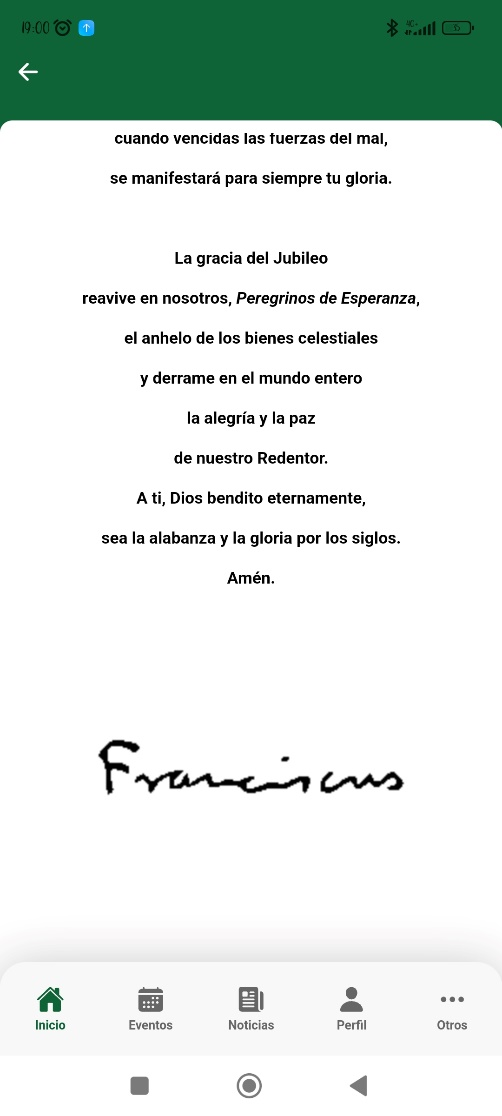 19:00
4G+
cuando vencidas las fuerzas del mal,
se manifestará para siempre tu gloria.
La gracia del Jubileo
reavive en nosotros, Peregrinos de Esperanza,
el anhelo de los bienes celestiales
y derrame en el mundo entero
la alegría y la paz
de nuestro Redentor.
A ti, Dios bendito eternamente,
sea la alabanza y la gloria por los siglos.
Amén.
Franciscus
Inicio
Eventos
Noticias
Perfil
Otros